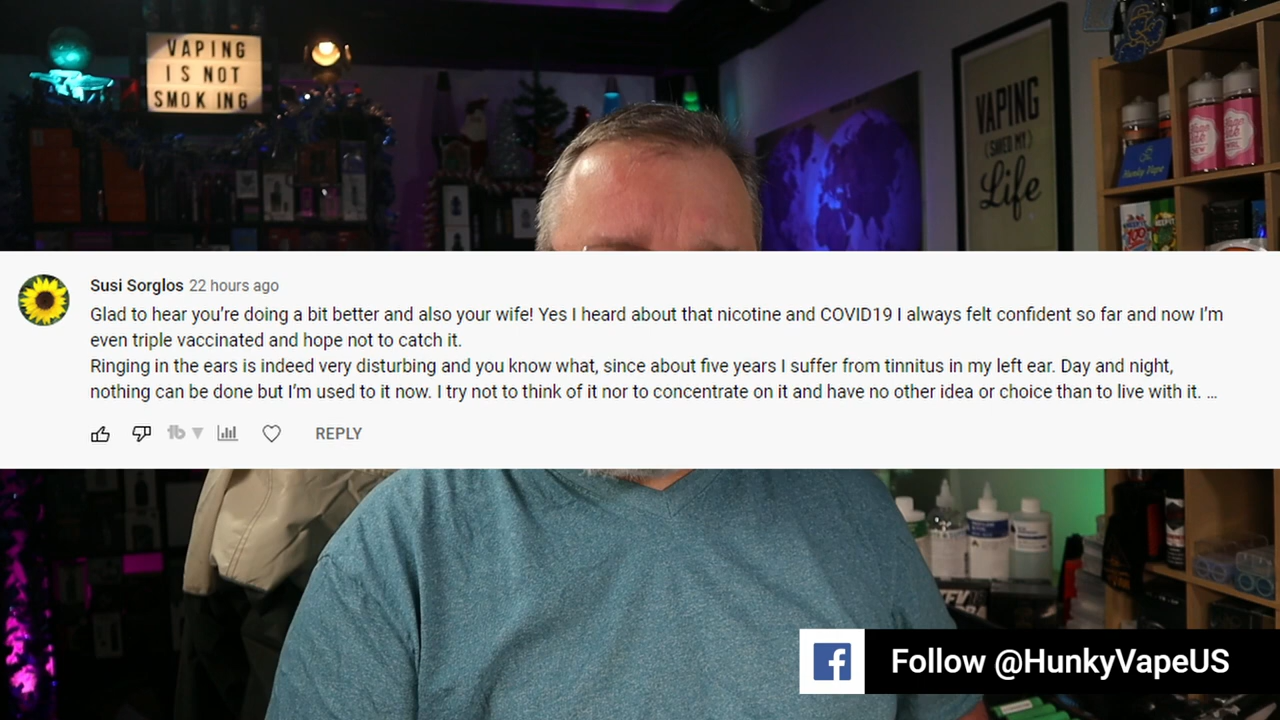 VAPING
IS NOT
SMOKING
VAPING
(SAVED MY)
Life
Hunky Vape
Susi Sorglos 22 hours ago
Glad to hear you're doing a bit better and also your wife! Yes I heard about that nicotine and COVID19 I always felt confident so far and now I'm
even triple vaccinated and hope not to catch it.
Ringing in the ears is indeed very disturbing and you know what, since about five years I suffer from tinnitus in my left ear. Day and night,
nothing can be done but I'm used to it now. I try not to think of it nor to concentrate on it and have no other idea or choice than to live with it. ...
REPLY
Follow @HunkyVapeUS